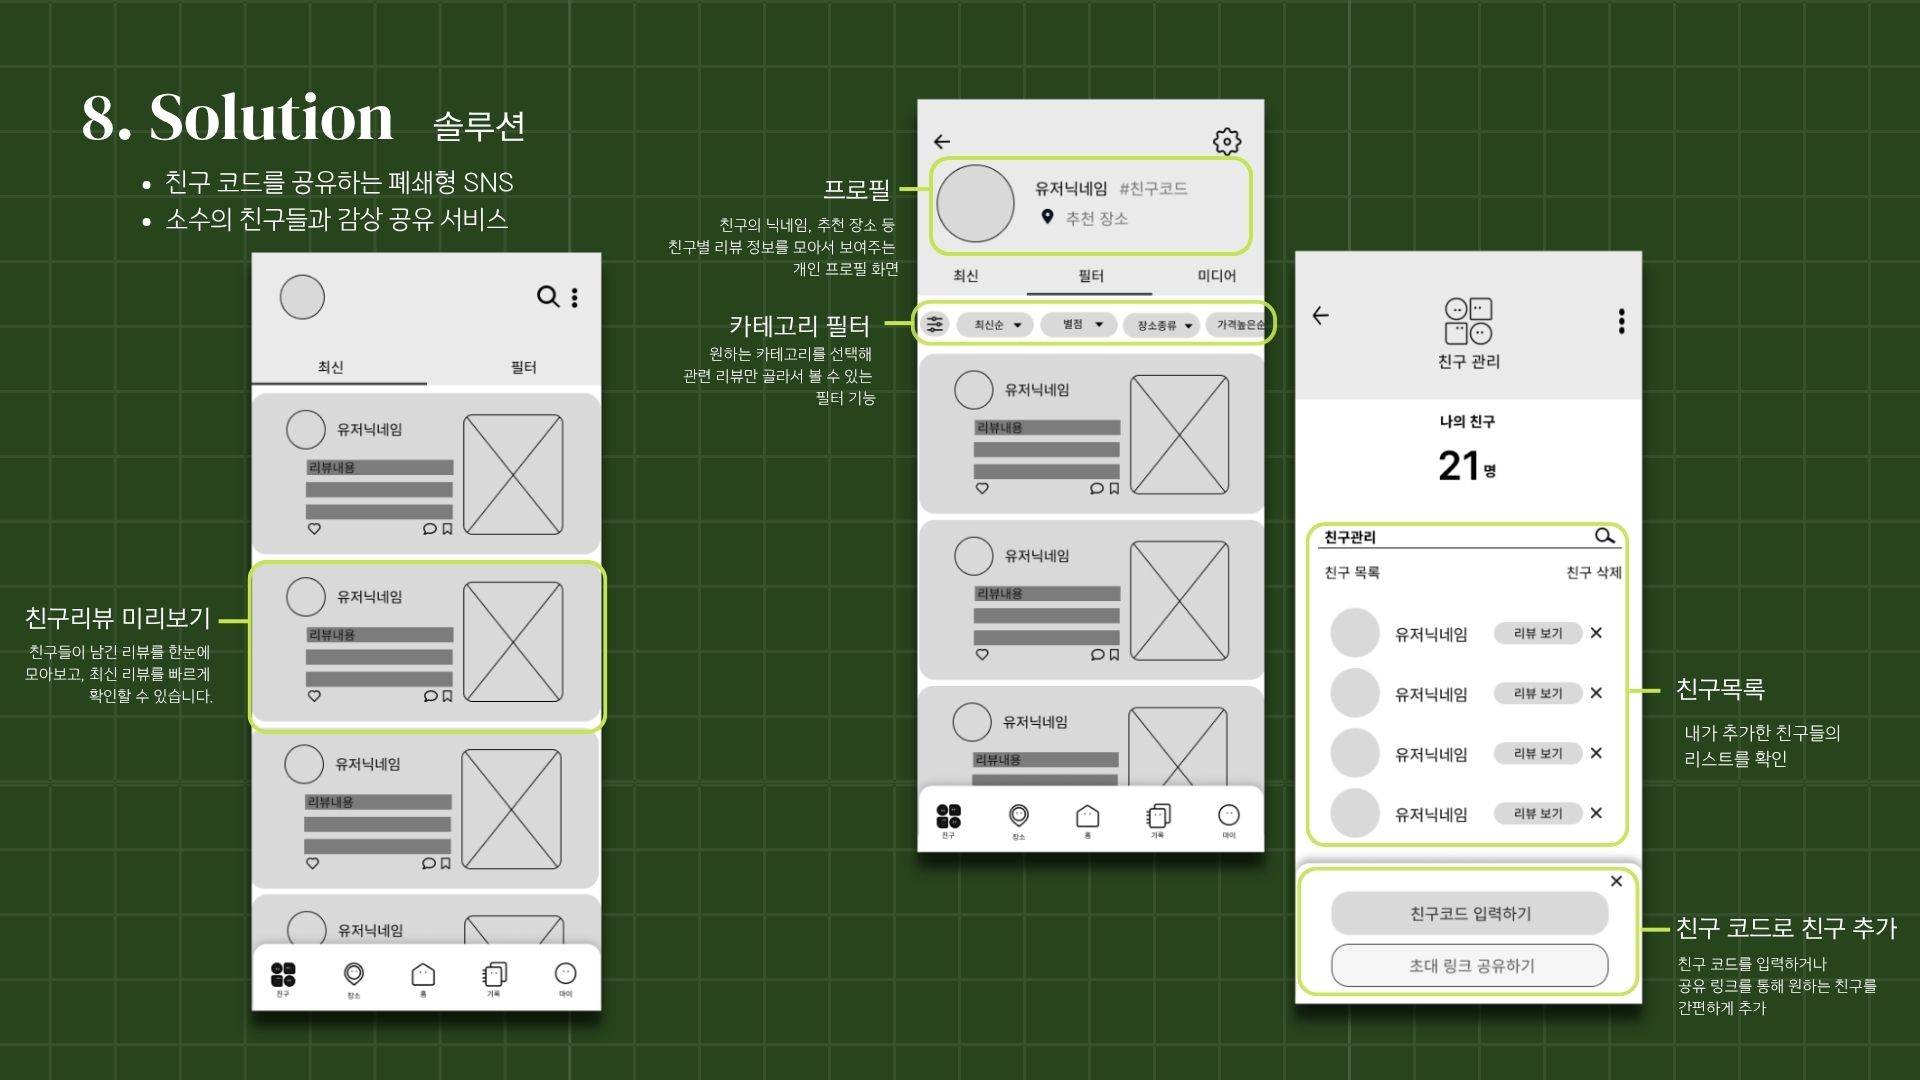 8. Solution 솔루션
친구 코드를 공유하는 폐쇄형 SNS
소수의 친구들과 감상 공유 서비스
최신 필터
유저닉네임
리뷰내용
유저닉네임
리뷰내용
유저닉네임
리뷰내용
유저닉네임
친구 장소 홈 기록 마이
친구리뷰 미리보기
친구들이 남긴 리뷰를 한눈에
모아보고, 최신 리뷰를 빠르게
확인할 수 있습니다.
프로필
친구의 닉네임, 추천 장소 등
친구별 리뷰 정보를 모아서 보여주는
개인 프로필 화면
카테고리 필터
원하는 카테고리를 선택해
관련 리뷰만 골라서 볼 수 있는
필터 기능
유저닉네임 #친구코드
추천 장소
최신 필터 미디어
최신순 별점 장소종류 가격높은순
유저닉네임
리뷰내용
유저닉네임
리뷰내용
유저닉네임
리뷰내용
친구 장소 홈 기록 마이
친구 관리
나의 친구
21명
친구관리
친구 목록 친구 삭제
유저닉네임 리뷰 보기
유저닉네임 리뷰 보기
유저닉네임 리뷰 보기
유저닉네임 리뷰 보기
친구코드 입력하기
초대 링크 공유하기
친구목록
내가 추가한 친구들의
리스트를 확인
친구 코드로 친구 추가
친구 코드를 입력하거나
공유 링크를 통해 원하는 친구를
간편하게 추가